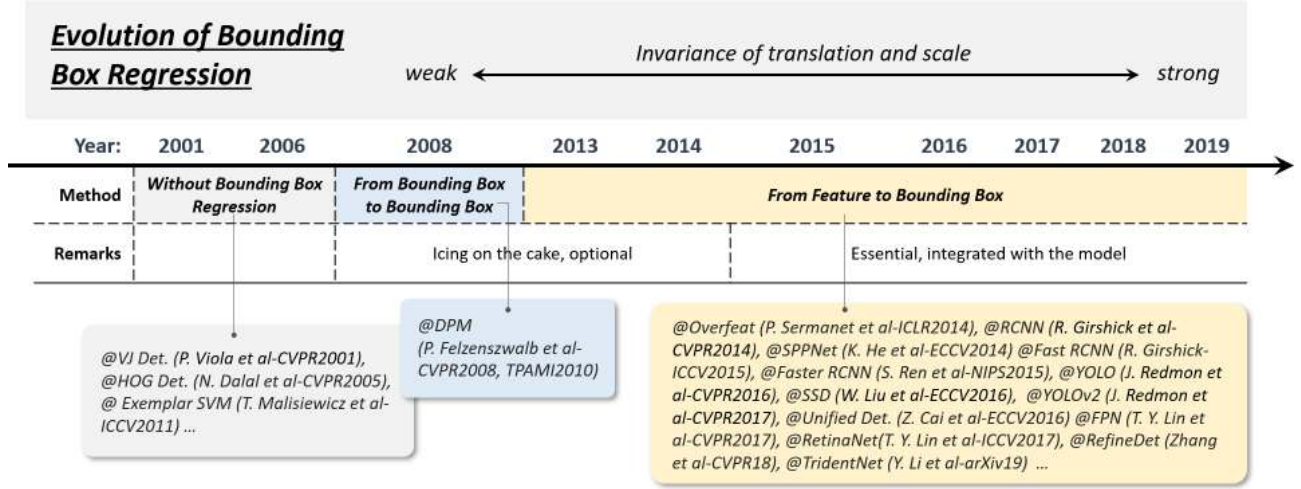 Evolution of Bounding
Box Regression
Invariance of translation and scale
weak
strong
Year: 2001 2006 2008 2013 2014 2015 2016 2017 2018 2019
Method
Without Bounding Box
Regression
From Bounding Box
to Bounding Box
From Feature to Bounding Box
Remarks
Icing on the cake, optional
Essential, integrated with the model
@VJ Det. (P. Viola et al-CVPR2001),
@HOG Det. (N. Dalal et al-CVPR2005),
@ Exemplar SVM (T. Malisiewicz et al-
ICCV2011) ...
@DPM
(P. Felzenszwalb et al-
CVPR2008, TPAMI2010)
@Overfeat (P. Sermanet et al-ICLR2014), @RCNN (R. Girshick et al-
CVPR2014), @SPPNet (K. He et al-ECCV2014) @Fast RCNN (R. Girshick-
ICCV2015), @Faster RCNN (S. Ren et al-NIPS2015), @YOLO (J. Redmon et
al-CVPR2016), @SSD (W. Liu et al-ECCV2016), @YOLOv2 (J. Redmon et
al-CVPR2017), @Unified Det. (Z. Cai et al-ECCV2016) @FPN (T. Y. Lin et
al-CVPR2017), @RetinaNet(T. Y. Lin et al-ICCV2017), @RefineDet (Zhang
et al-CVPR18), @TridentNet (Y. Li et al-arXiv19) ...